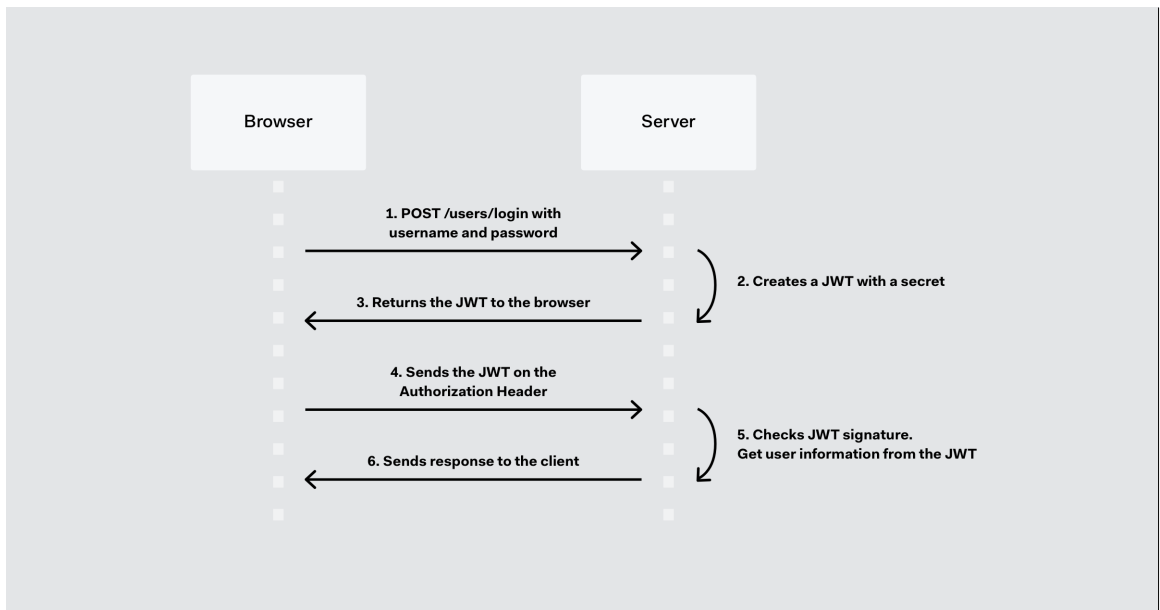 Browser
Server
1. POST /users/login with
username and password
2. Creates a JWT with a secret
3. Returns the JWT to the browser
4. Sends the JWT on the
Authorization Header
5. Checks JWT signature.
Get user information from the JWT
6. Sends response to the client